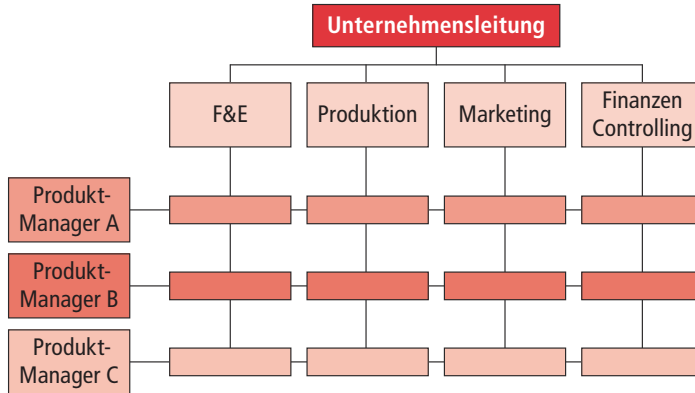 Unternehmensleitung
F&E
Produktion
Marketing
Finanzen
Controlling
Produkt-
Manager A
Produkt-
Manager B
Produkt-
Manager C